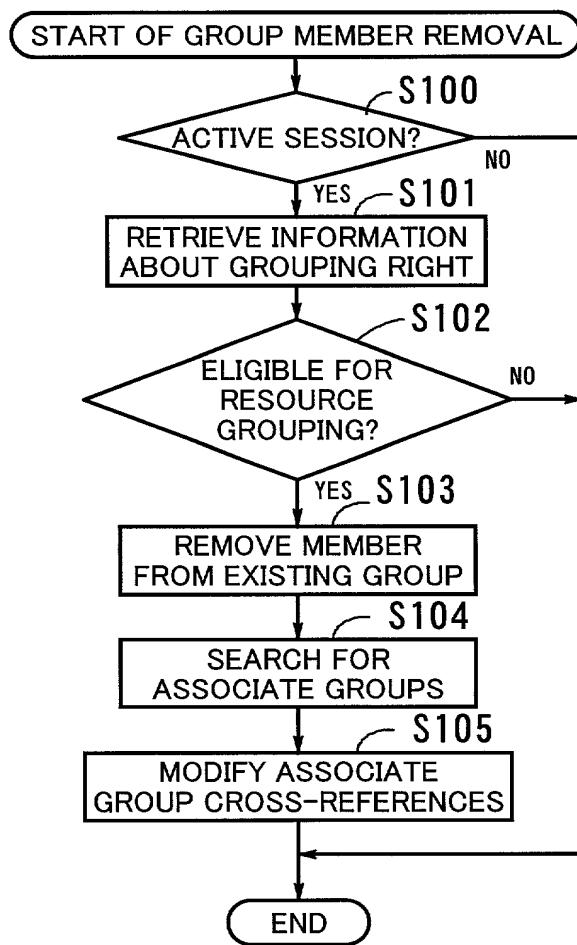 START OF GROUP MEMBER REMOVAL
S100
ACTIVE SESSION?
NO
YES
S101
RETRIEVE INFORMATION
ABOUT GROUPING RIGHT
S102
ELIGIBLE FOR
RESOURCE
GROUPING?
NO
YES
S103
REMOVE MEMBER
FROM EXISTING GROUP
S104
SEARCH FOR
ASSOCIATE GROUPS
S105
MODIFY ASSOCIATE
GROUP CROSS-REFERENCES
END